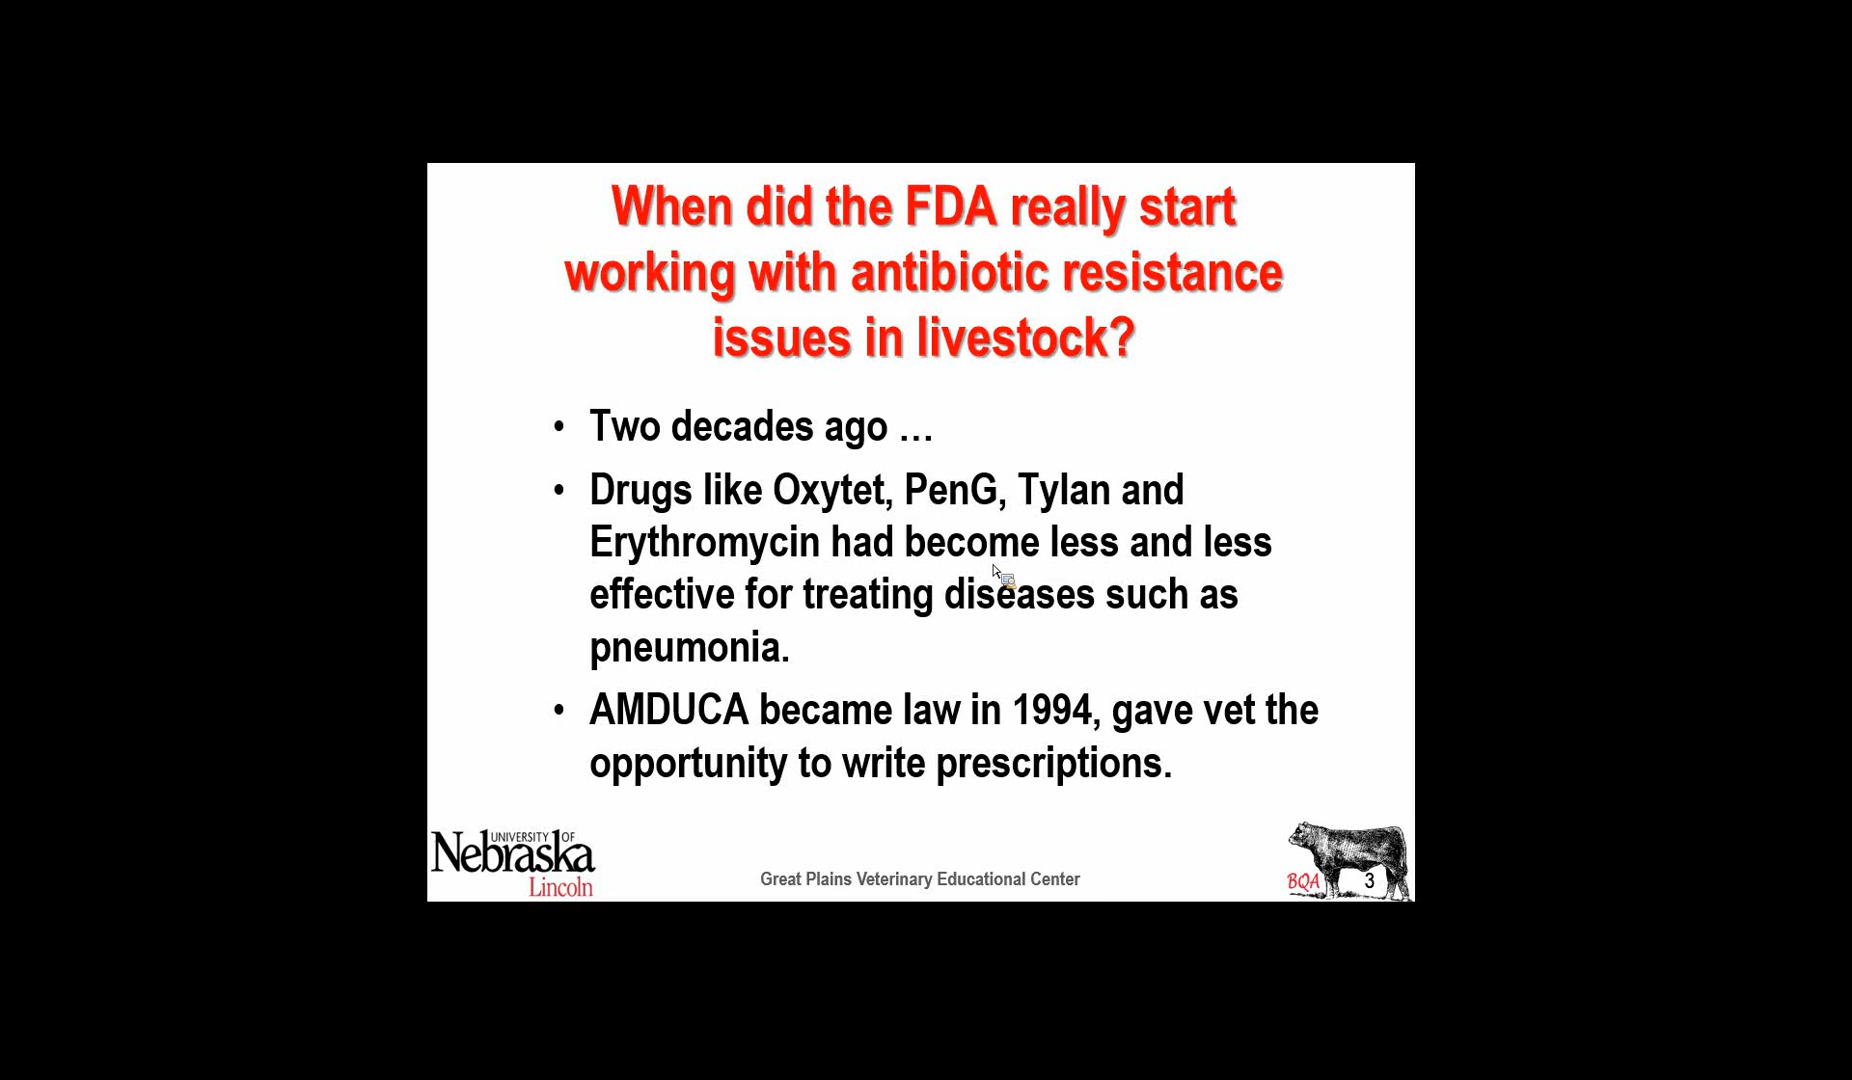 When did the FDA really start
working with antibiotic resistance
issues in livestock?
• Two decades ago …
• Drugs like Oxytet, PenG, Tylan and
Erythromycin had become less and less
effective for treating diseases such as
pneumonia.
• AMDUCA became law in 1994, gave vet the
opportunity to write prescriptions.
UNIVERSITY OF
Nebraska
Lincoln
Great Plains Veterinary Educational Center
BQA
3